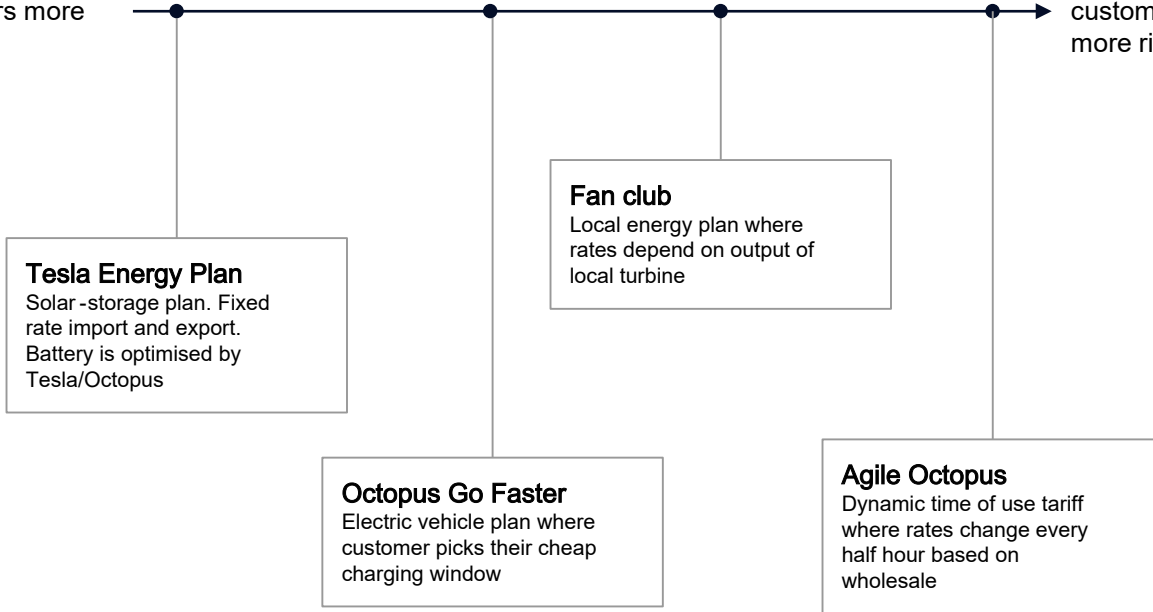 rs more
custom
more ri
Fan club
Local energy plan where
rates depend on output of
local turbine
Tesla Energy Plan
Solar-storage plan. Fixed
rate import and export.
Battery is optimised by
Tesla/Octopus
Octopus Go Faster
Electric vehicle plan where
customer picks their cheap
charging window
Agile Octopus
Dynamic time of use tariff
where rates change every
half hour based on
wholesale